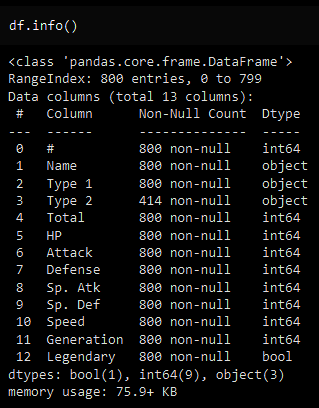 df.info()
<class 'pandas.core.frame.DataFrame'>
RangeIndex: 800 entries, 0 to 799
Data columns (total 13 columns):
 #   Column      Non-Null Count  Dtype
---  ------      --------------  -----
 0   #           800 non-null    int64
 1   Name        800 non-null    object
 2   Type 1      800 non-null    object
 3   Type 2      414 non-null    object
 4   Total       800 non-null    int64
 5   HP          800 non-null    int64
 6   Attack      800 non-null    int64
 7   Defense     800 non-null    int64
 8   Sp. Atk     800 non-null    int64
 9   Sp. Def     800 non-null    int64
 10  Speed       800 non-null    int64
 11  Generation  800 non-null    int64
 12  Legendary   800 non-null    bool
dtypes: bool(1), int64(9), object(3)
memory usage: 75.9+ KB